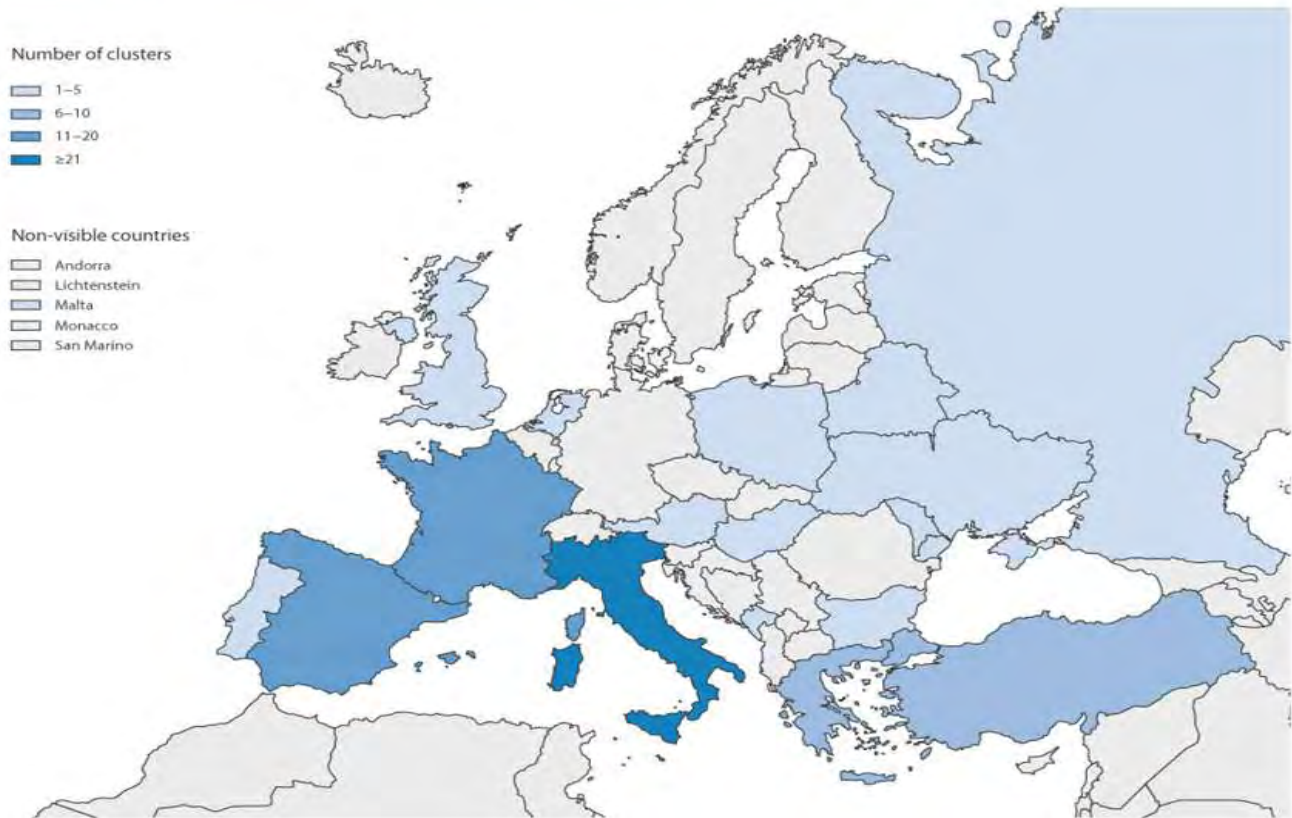 Number of clusters
1–5
6–10
11–20
≥21
Non-visible countries
Andorra
Lichtenstein
Malta
Monacco
San Marino